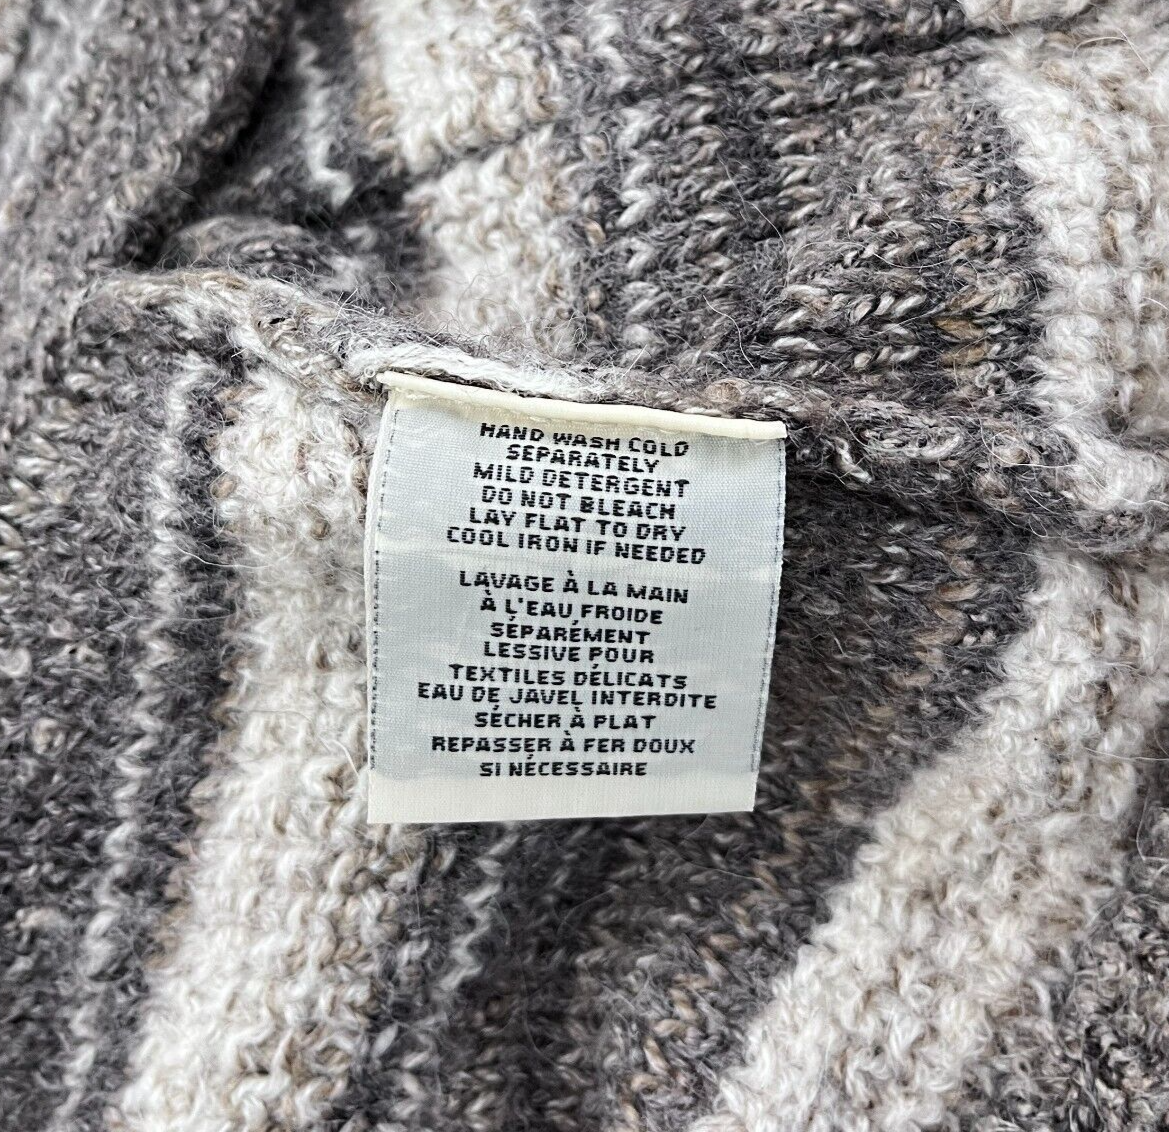 HAND WASH COLD
SEPARATELY
MILD DETERGENT
DO NOT BLEACH
LAY FLAT TO DRY
COOL IRON IF NEEDED
LAVAGE À LA MAIN
À L'EAU FROIDE
SÉPARÉMENT
LESSIVE POUR
TEXTILES DÉLICATS
EAU DE JAVEL INTERDITE
SÉCHER À PLAT
REPASSER À FER DOUX
SI NÉCESSAIRE